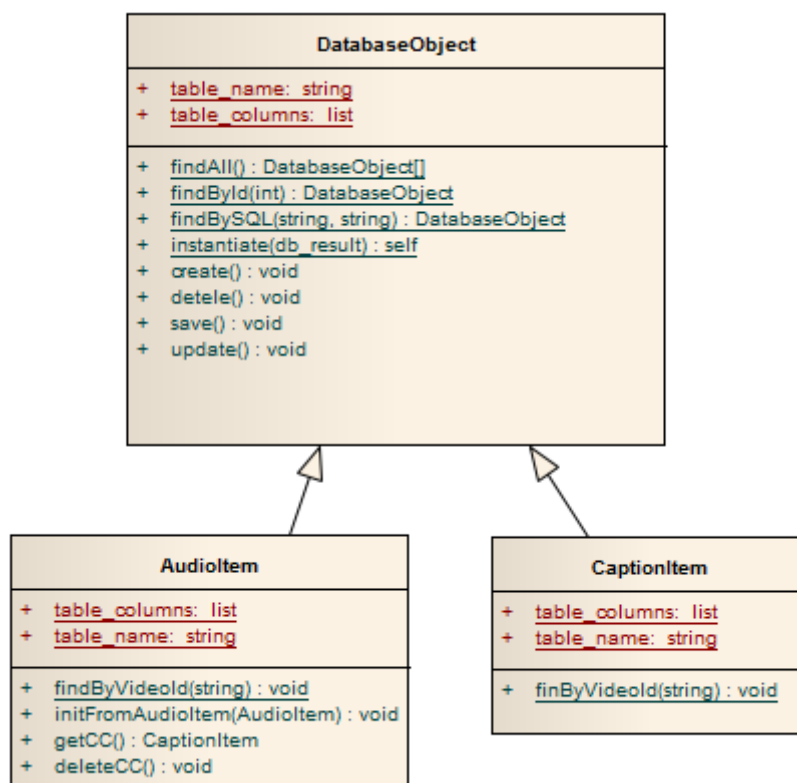 DatabaseObject
+ table_name: string
+ table_columns: list
+ findAll() : DatabaseObject[]
+ findById(int) : DatabaseObject
+ findBySQL(string, string) : DatabaseObject
+ instantiate(db_result) : self
+ create() : void
+ detele() : void
+ save() : void
+ update() : void
AudioItem
+ table_columns: list
+ table_name: string
+ findByVideoId(string) : void
+ initFromAudioItem(AudioItem) : void
+ getCC() : CaptionItem
+ deleteCC() : void
CaptionItem
+ table_columns: list
+ table_name: string
+ finByVideoId(string) : void